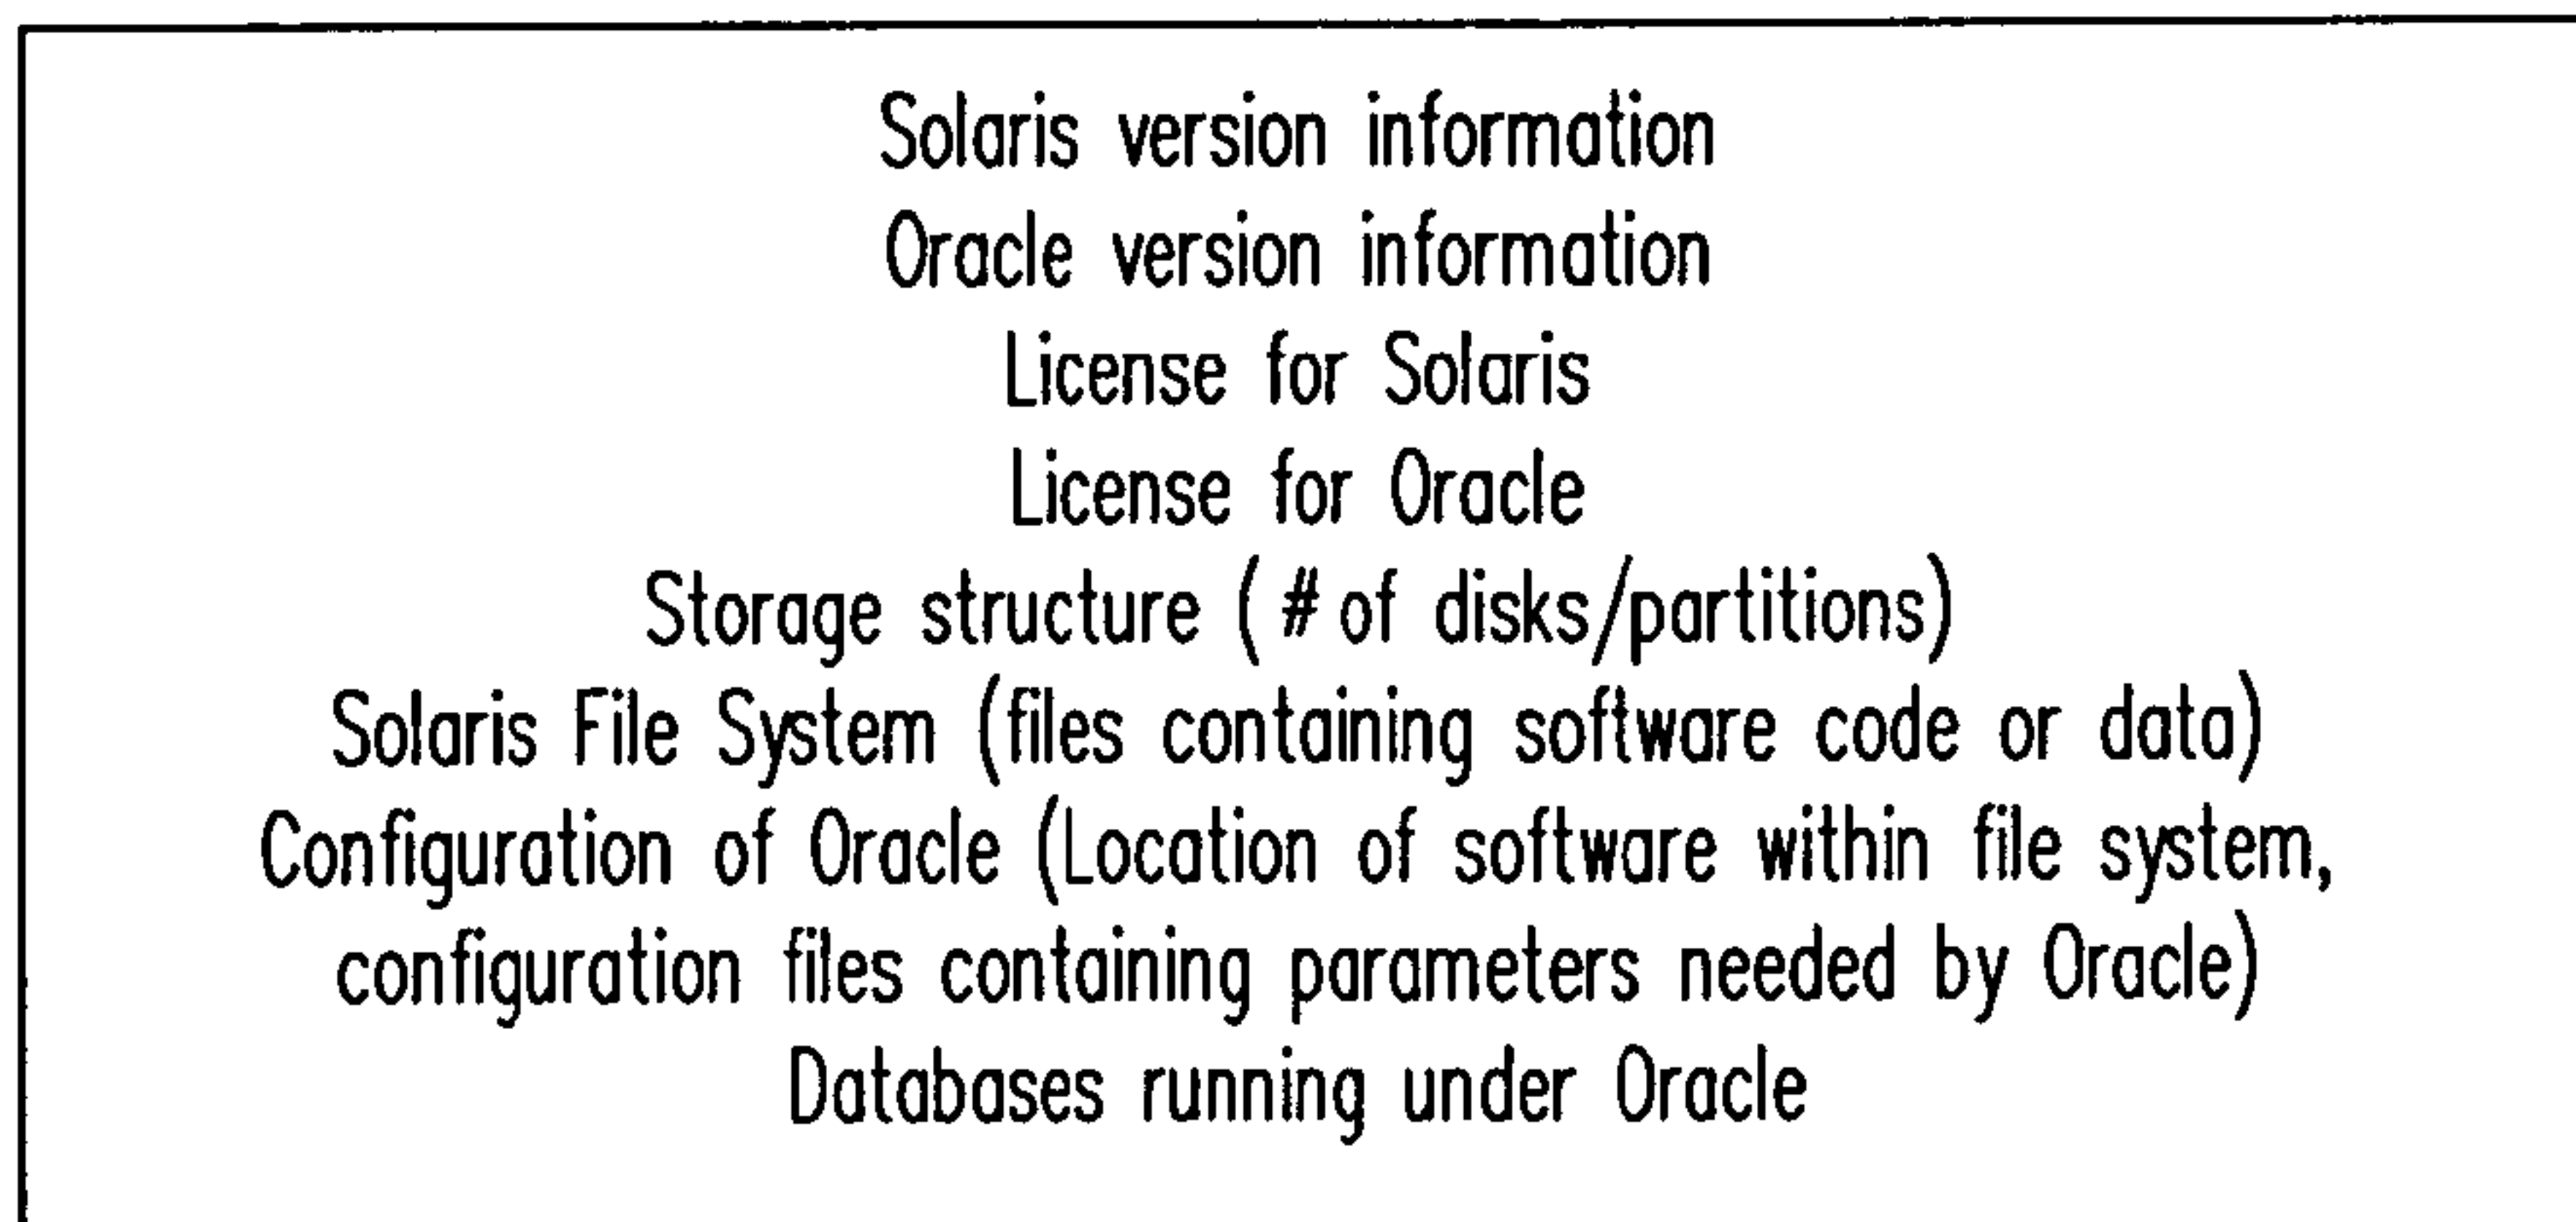 Solaris version information
Oracle version information
License for Solaris
License for Oracle
Storage structure ( # of disks/partitions)
Solaris File System (files containing software code or data)
Configuration of Oracle (Location of software within file system,
configuration files containing parameters needed by Oracle)
Databases running under Oracle